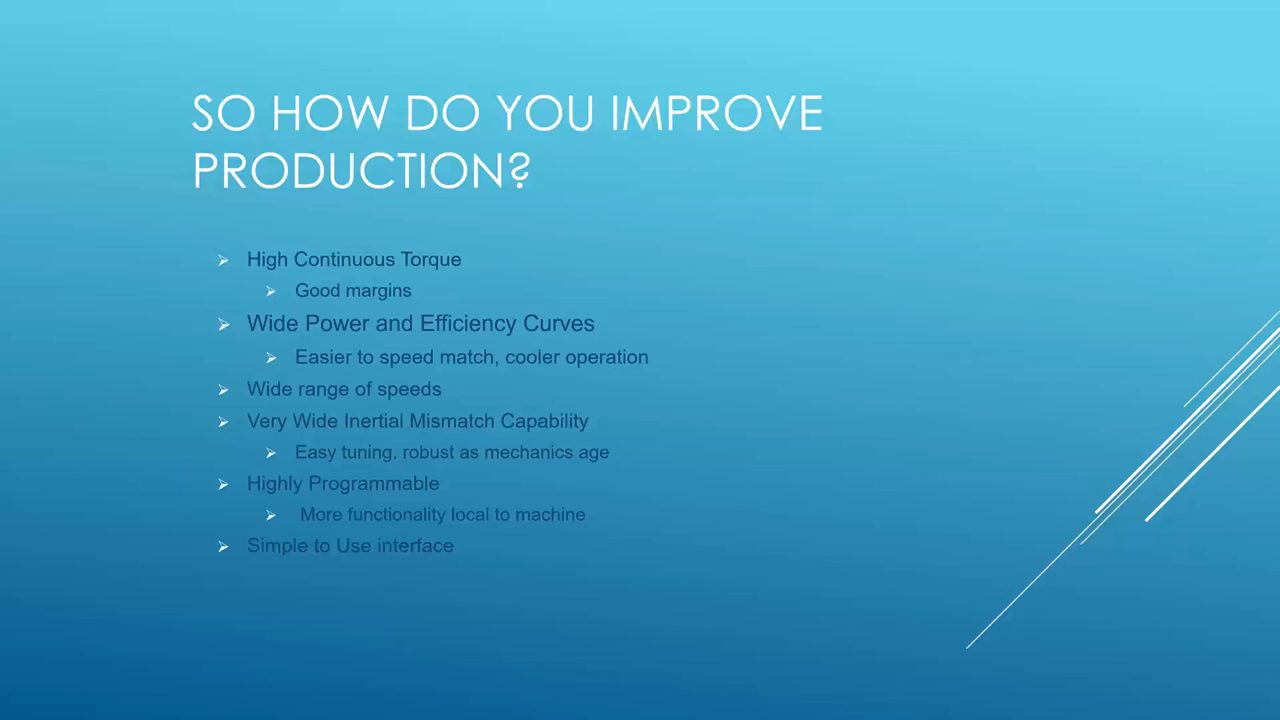 SO HOW DO YOU IMPROVE
PRODUCTION?
High Continuous Torque
Good margins
Wide Power and Efficiency Curves
Easier to speed match, cooler operation
Wide range of speeds
Very Wide Inertial Mismatch Capability
Easy tuning, robust as mechanics age
Highly Programmable
More functionality local to machine
Simple to Use interface